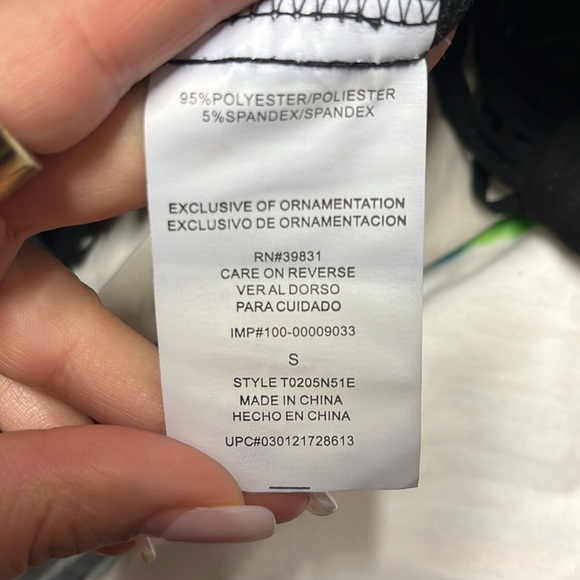 95%POLYESTER/POLIESTER
5%SPANDEX/SPANDEX
EXCLUSIVE OF ORNAMENTATION
EXCLUSIVO DE ORNAMENTACION
RN#39831
CARE ON REVERSE
VER AL DORSO
PARA CUIDADO
IMP#100-00009033
S
STYLE T0205N51E
MADE IN CHINA
HECHO EN CHINA
UPC#030121728613